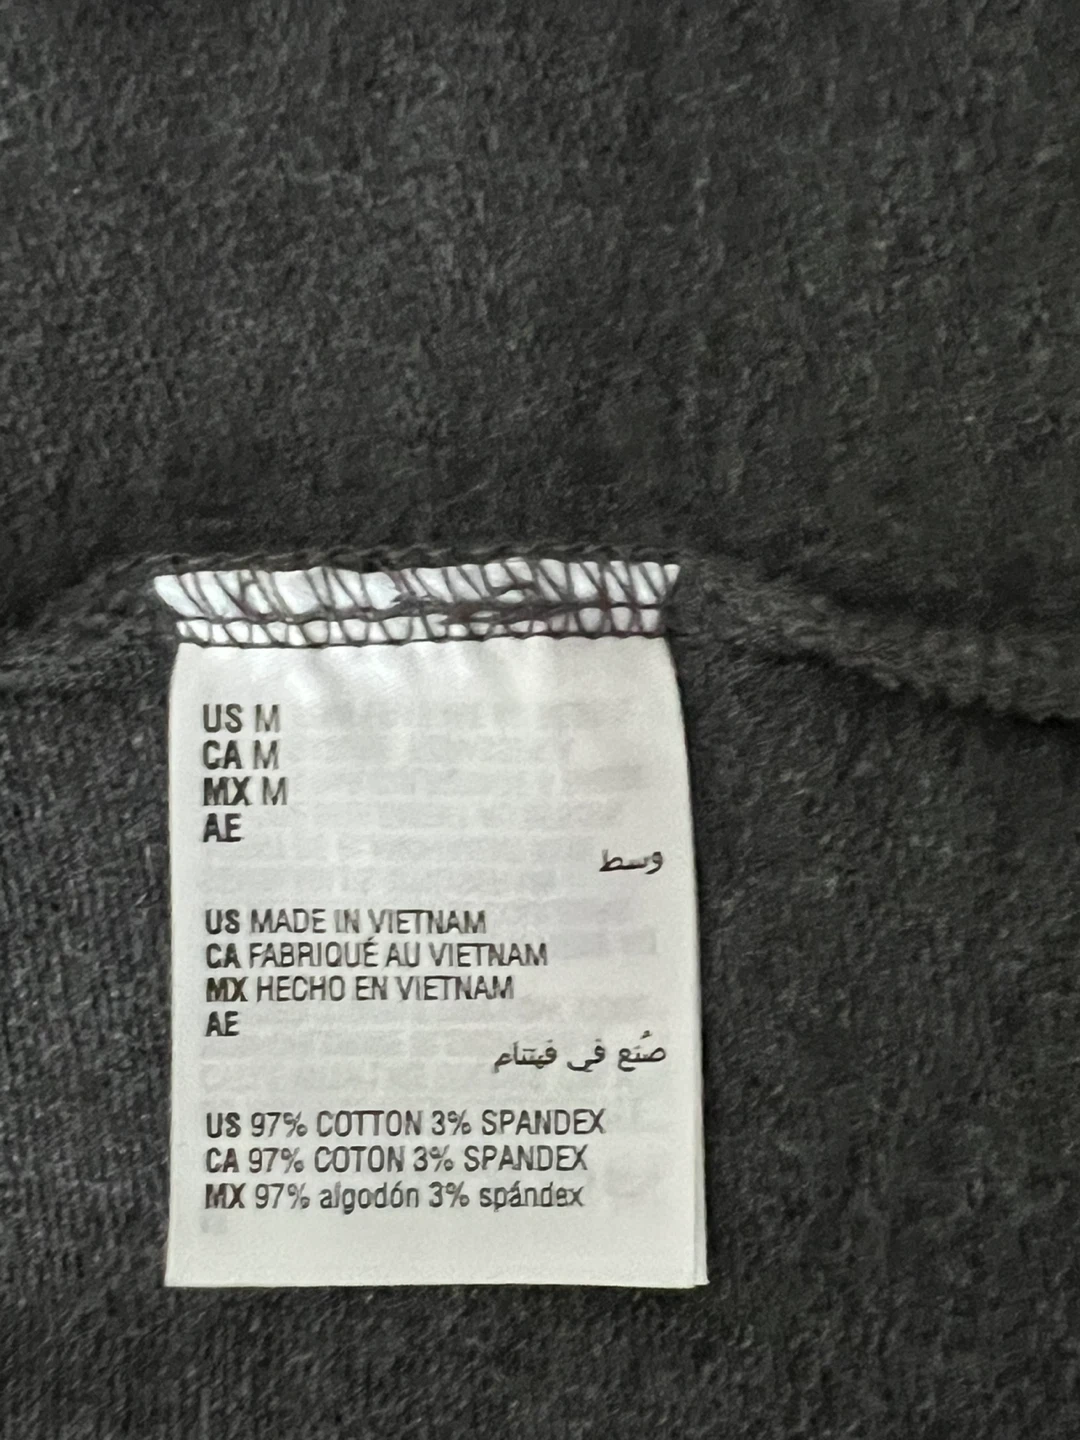 US M
CA M
MX M
AE
وسط
US MADE IN VIETNAM
CA FABRIQUÉ AU VIETNAM
MX HECHO EN VIETNAM
AE
صُنع في فيتنام
US 97% COTTON 3% SPANDEX
CA 97% COTON 3% SPANDEX
MX 97% algodón 3% spándex